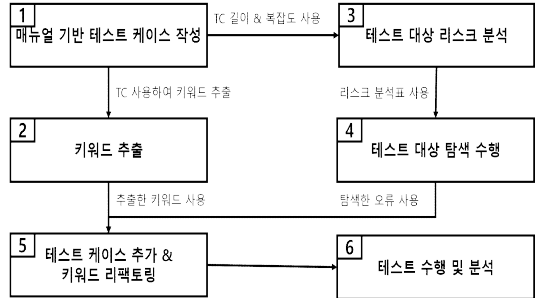 1
매뉴얼 기반 테스트 케이스 작성
TC 길이 & 복잡도 사용
3
테스트 대상 리스크 분석
TC 사용하여 키워드 추출
리스크 분석표 사용
2
키워드 추출
4
테스트 대상 탐색 수행
추출한 키워드 사용
탐색한 오류 사용
5
테스트 케이스 추가 &
키워드 리팩토링
6
테스트 수행 및 분석